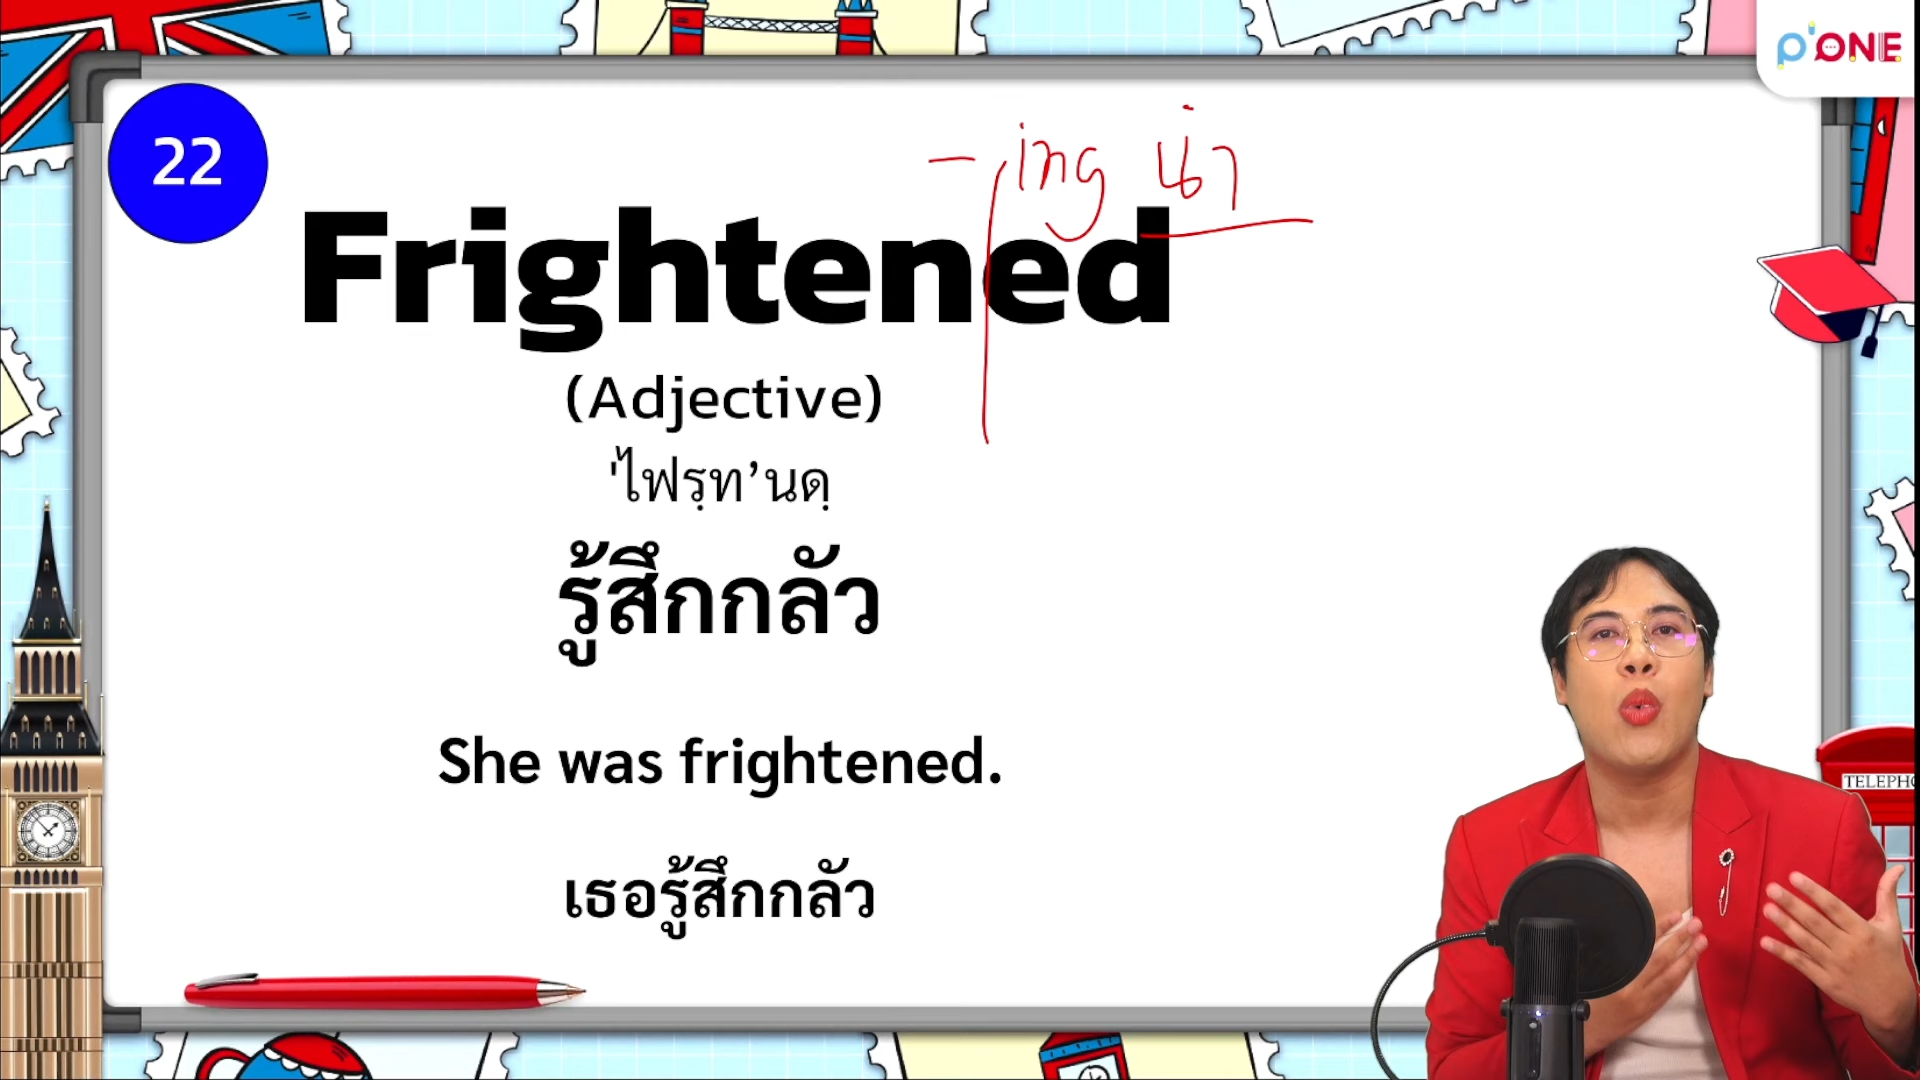 P'ONE
22
-ing น่า
Frightened
(Adjective)
'ไฟรฺท’นดฺ
รู้สึกกลัว
She was frightened.
เธอรู้สึกกลัว
TELEPHO